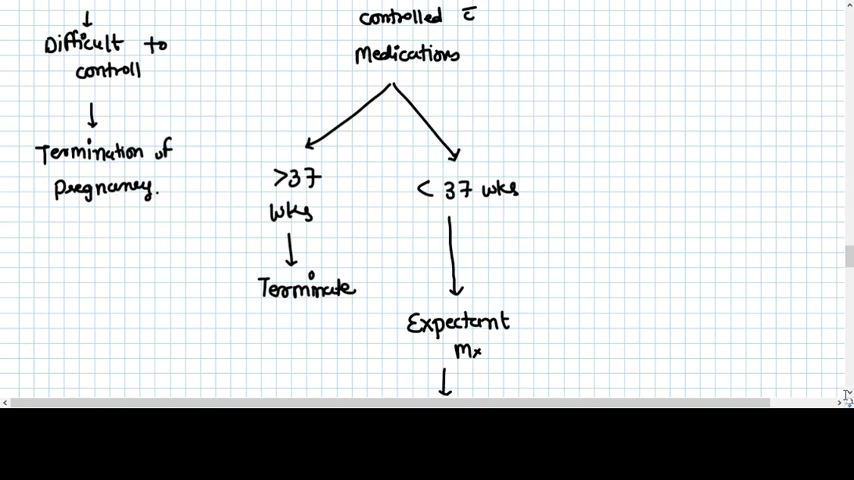 Difficult to
controll
Termination of
pregnancy.
controlled c̅
Medications
>37
wks
Terminate
< 37 wks
Expectant
Mx